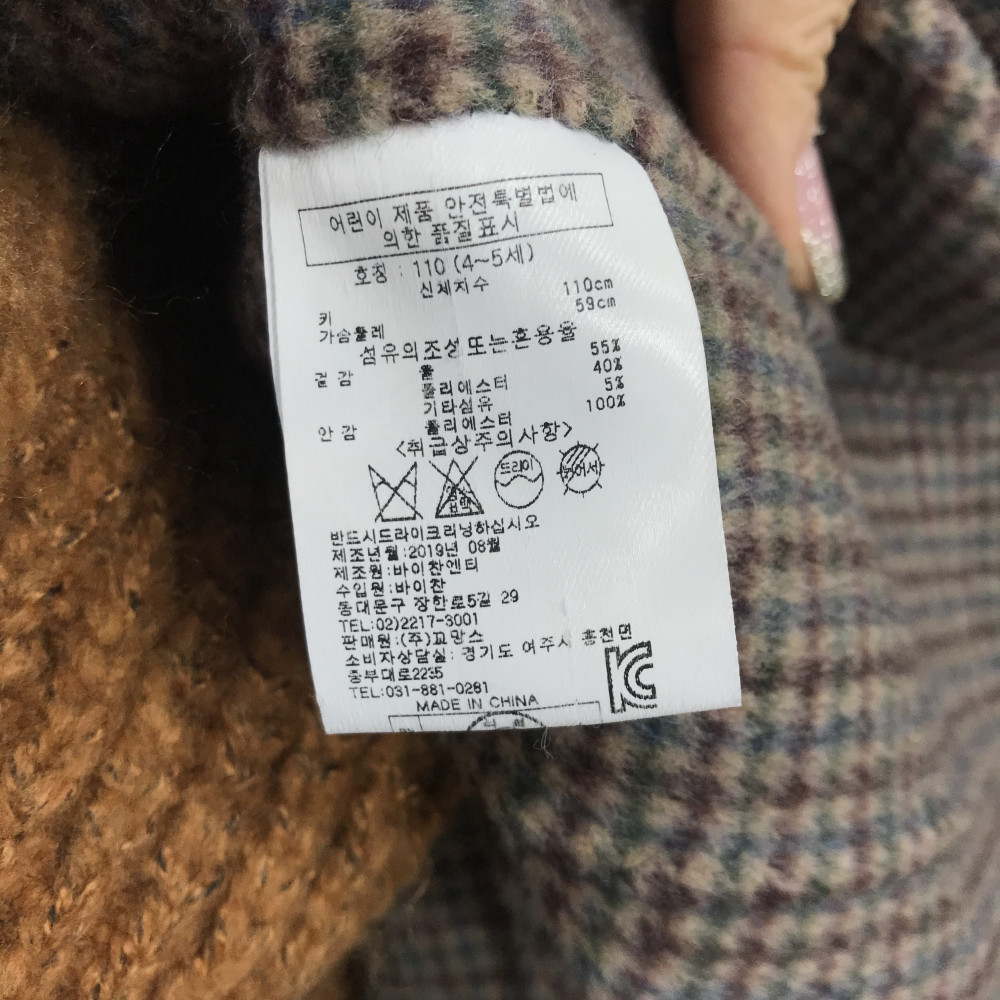 어린이 제품 안전특별법에
의한 품질표시
호칭 : 110 (4~5세)
신체치수
키 110cm
가슴둘레 59cm
섬유의조성 또는혼용율
겉 감 울 55%
폴리에스터 40%
기타섬유 5%
안 감 폴리에스터 100%
<취급상주의사항>
염소 표백 드라이
반드시드라이크리닝하십시오
제조년월:2019년 08월
제조원:바이찬엔티
수입원:바이찬
동대문구 장한로5길 29
TEL:02)2217-3001
판매원:(주)꼬망스
소비자상담실: 경기도 여주시 흥천면
중부대로2235
TEL:031-881-0281
MADE IN CHINA